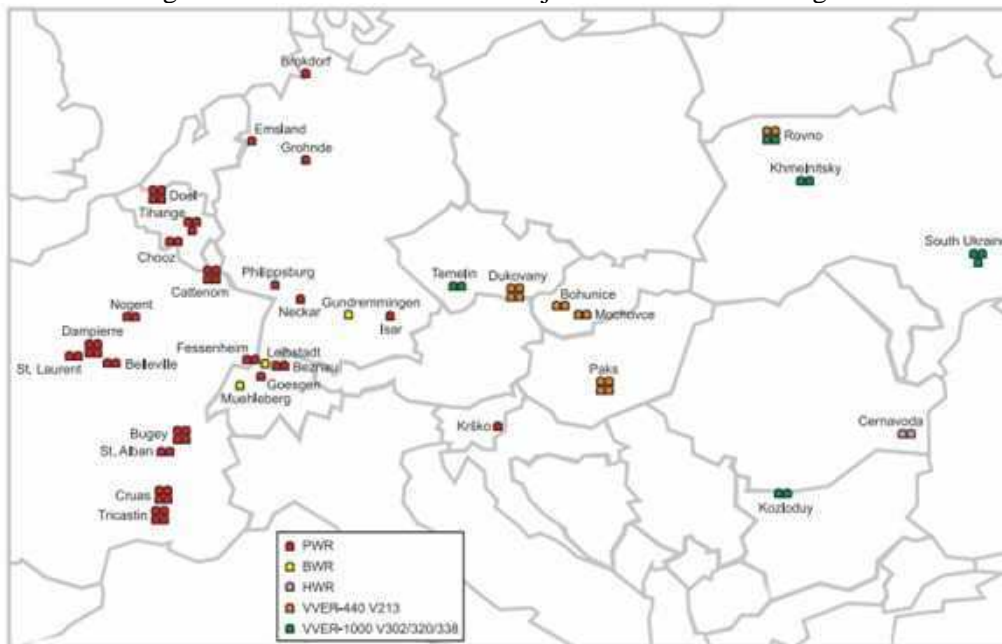 Brokdorf
Emsland
Grohnde
Rovno
Khmelnitsky
Doel
Tihange
South Ukraine
Chooz
Cattenom
Philippsburg
Temelin
Dukovany
Neckar
Gundremmingen
Bohunice
Nogent
Isar
Mochovce
Dampierre
Fessenheim
Leibstadt
St. Laurent
Belleville
Beznau
Paks
Goesgen
Muehleberg
Bugey
Krško
Cernavoda
St. Alban
Cruas
Kozloduy
Tricastin
PWR
BWR
HWR
VVER-440 V213
VVER-1000 V302/320/338